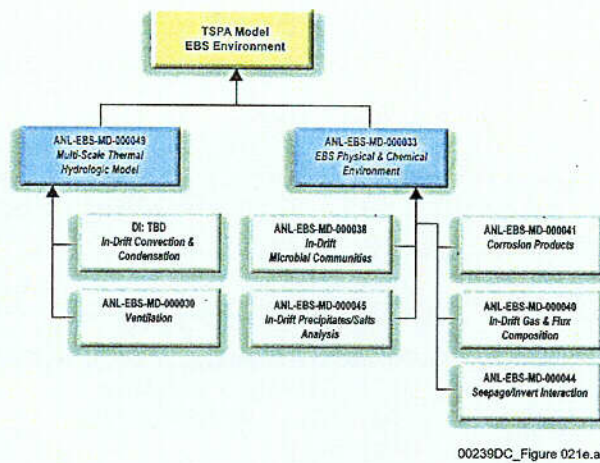 TSPA Model
EBS Environment
ANL-EBS-MD-000049
Multi-Scale Thermal
Hydrologic Model
ANL-EBS-MD-000033
EBS Physical & Chemical
Environment
DI: TBD
In-Drift Convection &
Condensation
ANL-EBS-MD-000038
In-Drift
Microbial Communities
ANL-EBS-MD-000041
Corrosion Products
ANL-EBS-MD-000030
Ventilation
ANL-EBS-MD-000045
In-Drift Precipitates/Salts
Analysis
ANL-EBS-MD-000040
In-Drift Gas & Flux
Composition
ANL-EBS-MD-000044
Seepage/Invert Interaction
00239DC_Figure 021e.a